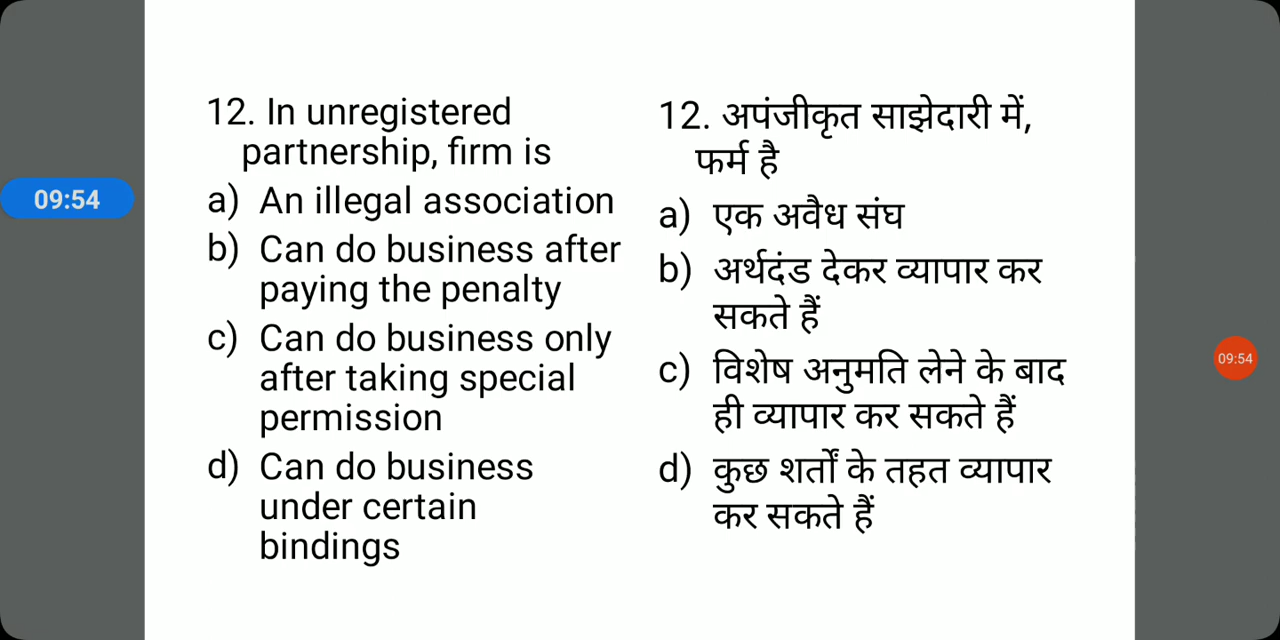 12. In unregistered
partnership, firm is
a) An illegal association
b) Can do business after
paying the penalty
c) Can do business only
after taking special
permission
d) Can do business
under certain
bindings
12. अपंजीकृत साझेदारी में,
फर्म है
a) एक अवैध संघ
b) अर्थदंड देकर व्यापार कर
सकते हैं
c) विशेष अनुमति लेने के बाद
ही व्यापार कर सकते हैं
d) कुछ शर्तों के तहत व्यापार
कर सकते हैं
09:54
09:54